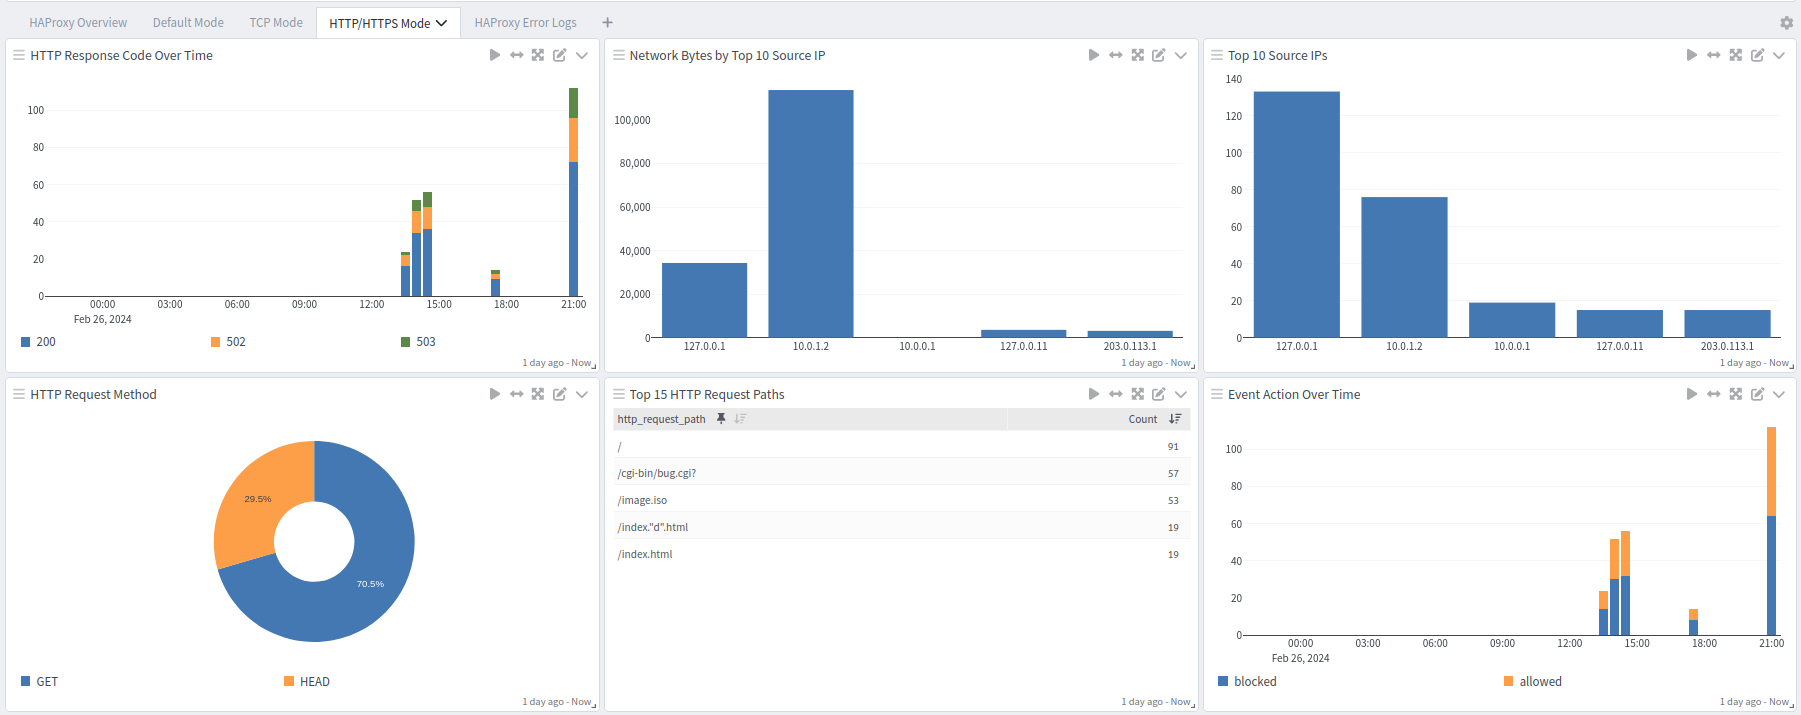 HAProxy Overview Default Mode TCP Mode HTTP/HTTPS Mode HAProxy Error Logs +
HTTP Response Code Over Time
100
80
60
40
20
0
00:00 03:00 06:00 09:00 12:00 15:00 18:00 21:00
Feb 26, 2024
200 502 503
1 day ago - Now
Network Bytes by Top 10 Source IP
100,000
80,000
60,000
40,000
20,000
0
127.0.0.1 10.0.1.2 10.0.0.1 127.0.0.11 203.0.113.1
1 day ago - Now
Top 10 Source IPs
140
120
100
80
60
40
20
0
127.0.0.1 10.0.1.2 10.0.0.1 127.0.0.11 203.0.113.1
1 day ago - Now
HTTP Request Method
29.5%
70.5%
GET HEAD
1 day ago - Now
Top 15 HTTP Request Paths
http_request_path Count
/ 91
/cgi-bin/bug.cgi? 57
/image.iso 53
/index."d".html 19
/index.html 19
1 day ago - Now
Event Action Over Time
100
80
60
40
20
0
00:00 03:00 06:00 09:00 12:00 15:00 18:00 21:00
Feb 26, 2024
blocked allowed
1 day ago - Now